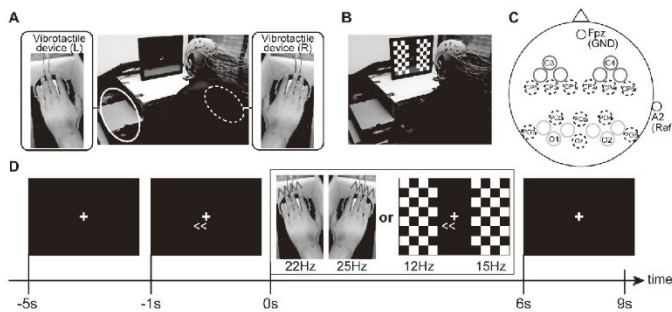 A
Vibrotactile
device (L)
Vibrotactile
device (R)
B
C
Fpz
(GND)
C3
C4
A2
(Ref
O1
Oz
O2
D
<<
<<
22Hz
25Hz
or
12Hz
15Hz
time
-5s
-1s
0s
6s
9s